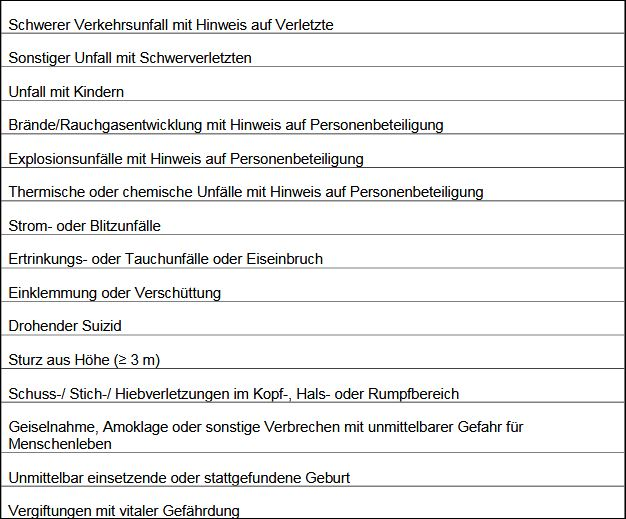 Schwerer Verkehrsunfall mit Hinweis auf Verletzte
Sonstiger Unfall mit Schwerverletzten
Unfall mit Kindern
Brände/Rauchgasentwicklung mit Hinweis auf Personenbeteiligung
Explosionsunfälle mit Hinweis auf Personenbeteiligung
Thermische oder chemische Unfälle mit Hinweis auf Personenbeteiligung
Strom- oder Blitzunfälle
Ertrinkungs- oder Tauchunfälle oder Eiseinbruch
Einklemmung oder Verschüttung
Drohender Suizid
Sturz aus Höhe (≥ 3 m)
Schuss-/ Stich-/ Hiebverletzungen im Kopf-, Hals- oder Rumpfbereich
Geiselnahme, Amoklage oder sonstige Verbrechen mit unmittelbarer Gefahr für
Menschenleben
Unmittelbar einsetzende oder stattgefundene Geburt
Vergiftungen mit vitaler Gefährdung